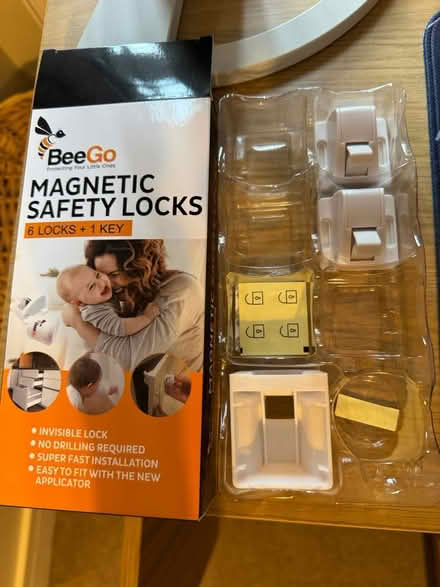 BeeGo
Protecting Your Little Ones
MAGNETIC
SAFETY LOCKS
6 LOCKS + 1 KEY
• INVISIBLE LOCK
• NO DRILLING REQUIRED
• SUPER FAST INSTALLATION
• EASY TO FIT WITH THE NEW
APPLICATOR